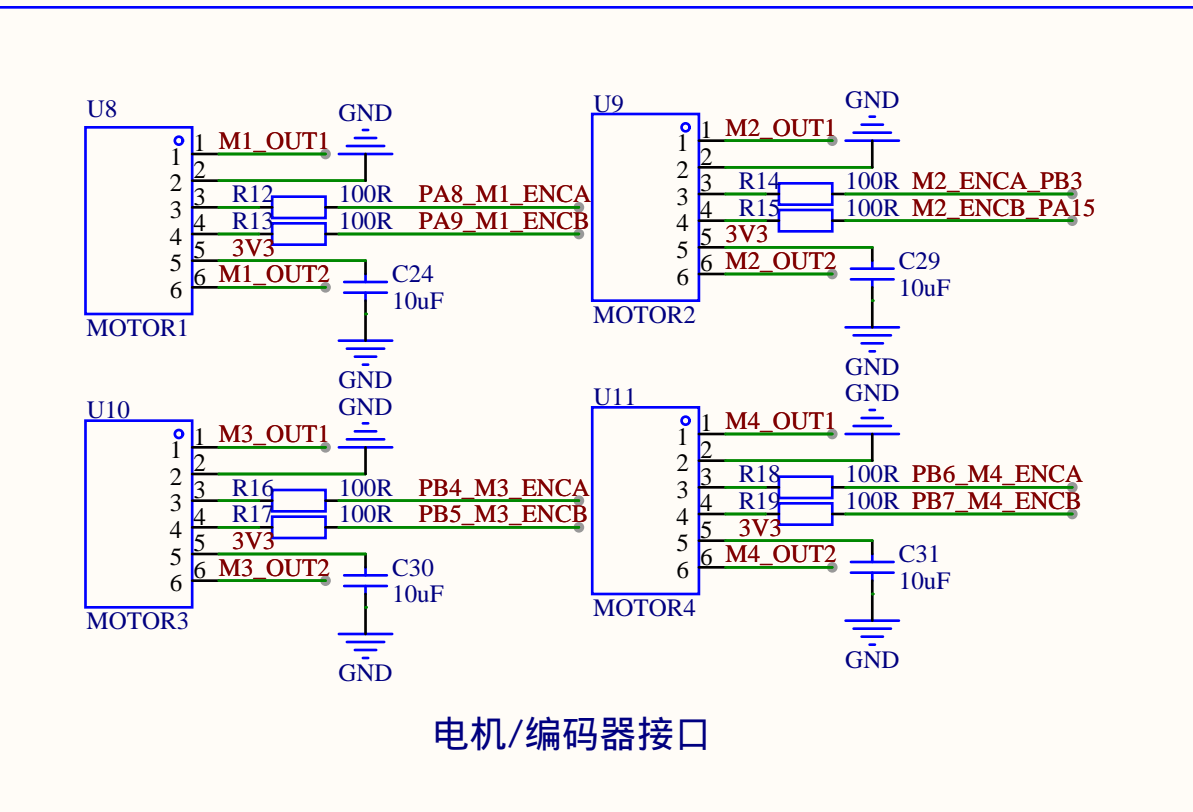 U8
GND
1 1 M1_OUT1
2 2
3 3 R12 100R PA8_M1_ENCA
4 4 R13 100R PA9_M1_ENCB
5 5 3V3
6 6 M1_OUT2
C24
10uF
MOTOR1
GND
U9
GND
1 1 M2_OUT1
2 2
3 3 R14 100R M2_ENCA_PB3
4 4 R15 100R M2_ENCB_PA15
5 5 3V3
6 6 M2_OUT2
C29
10uF
MOTOR2
GND
U10
GND
1 1 M3_OUT1
2 2
3 3 R16 100R PB4_M3_ENCA
4 4 R17 100R PB5_M3_ENCB
5 5 3V3
6 6 M3_OUT2
C30
10uF
MOTOR3
GND
U11
GND
1 1 M4_OUT1
2 2
3 3 R18 100R PB6_M4_ENCA
4 4 R19 100R PB7_M4_ENCB
5 5 3V3
6 6 M4_OUT2
C31
10uF
MOTOR4
GND
电机/编码器接口